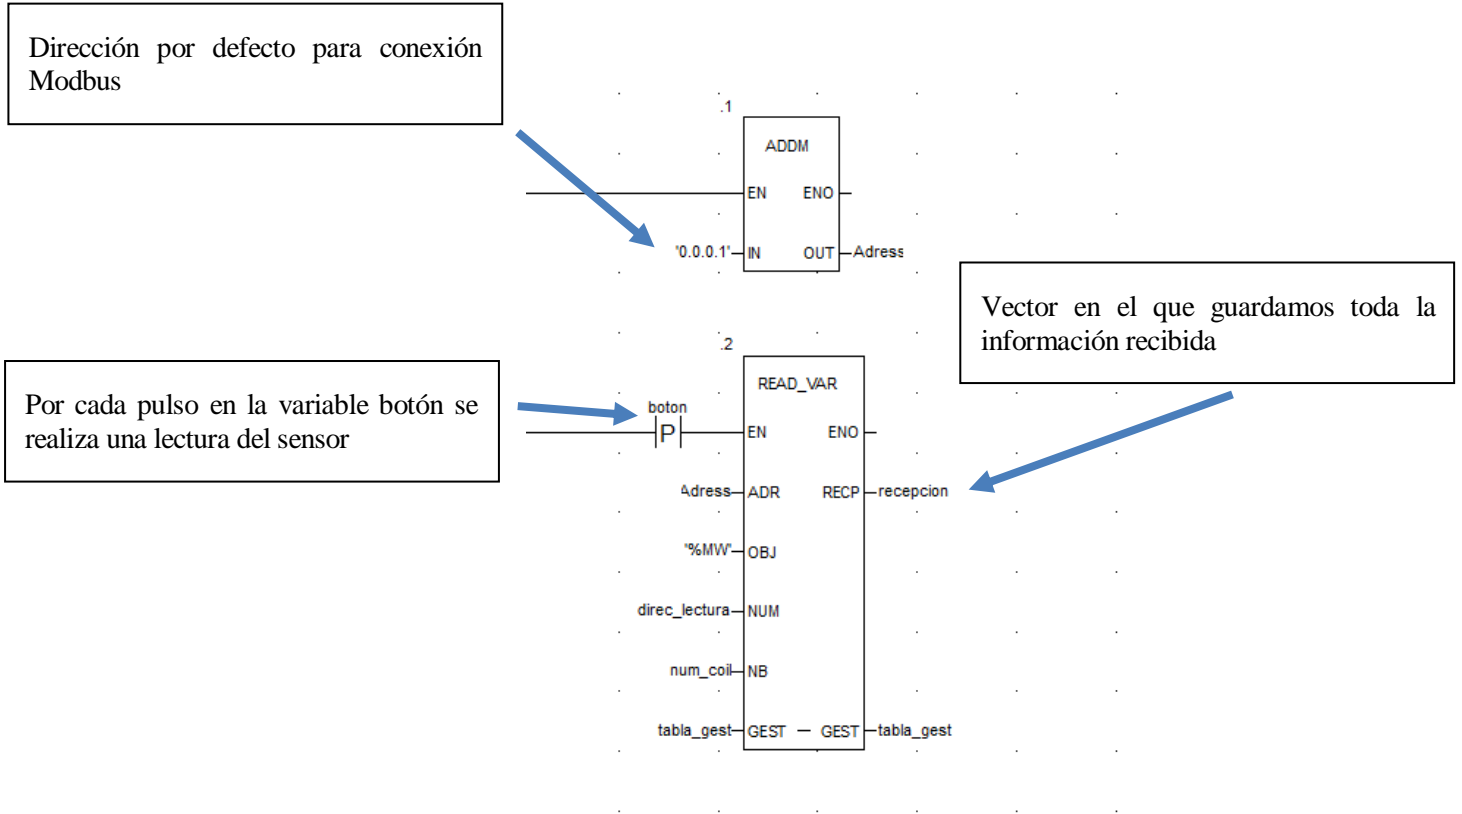 Dirección por defecto para conexión
Modbus
.1
ADDM
EN ENO
'0.0.0.1' IN OUT Adress
Vector en el que guardamos toda la
información recibida
.2
READ_VAR
Por cada pulso en la variable botón se
realiza una lectura del sensor
boton
P EN ENO
Adress ADR RECP recepcion
'%MW' OBJ
direc_lectura NUM
num_coil NB
tabla_gest GEST — GEST tabla_gest